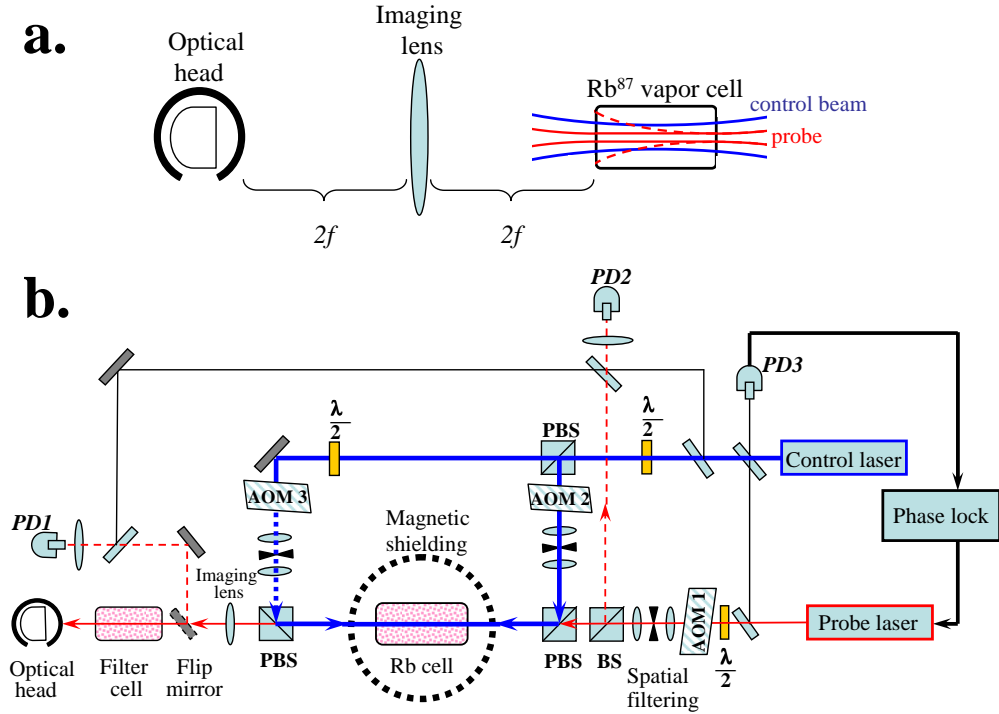 a.
Optical
head
Imaging
lens
Rb87 vapor cell
control beam
probe
2f
2f
b.
PD2
PD3
λ
2
PBS
λ
2
Control laser
AOM 3
AOM 2
Phase lock
PD1
Magnetic
shielding
Imaging
lens
AOM 1
Probe laser
Optical
head
Filter
cell
Flip
mirror
PBS
Rb cell
PBS
BS
Spatial
filtering
λ
2